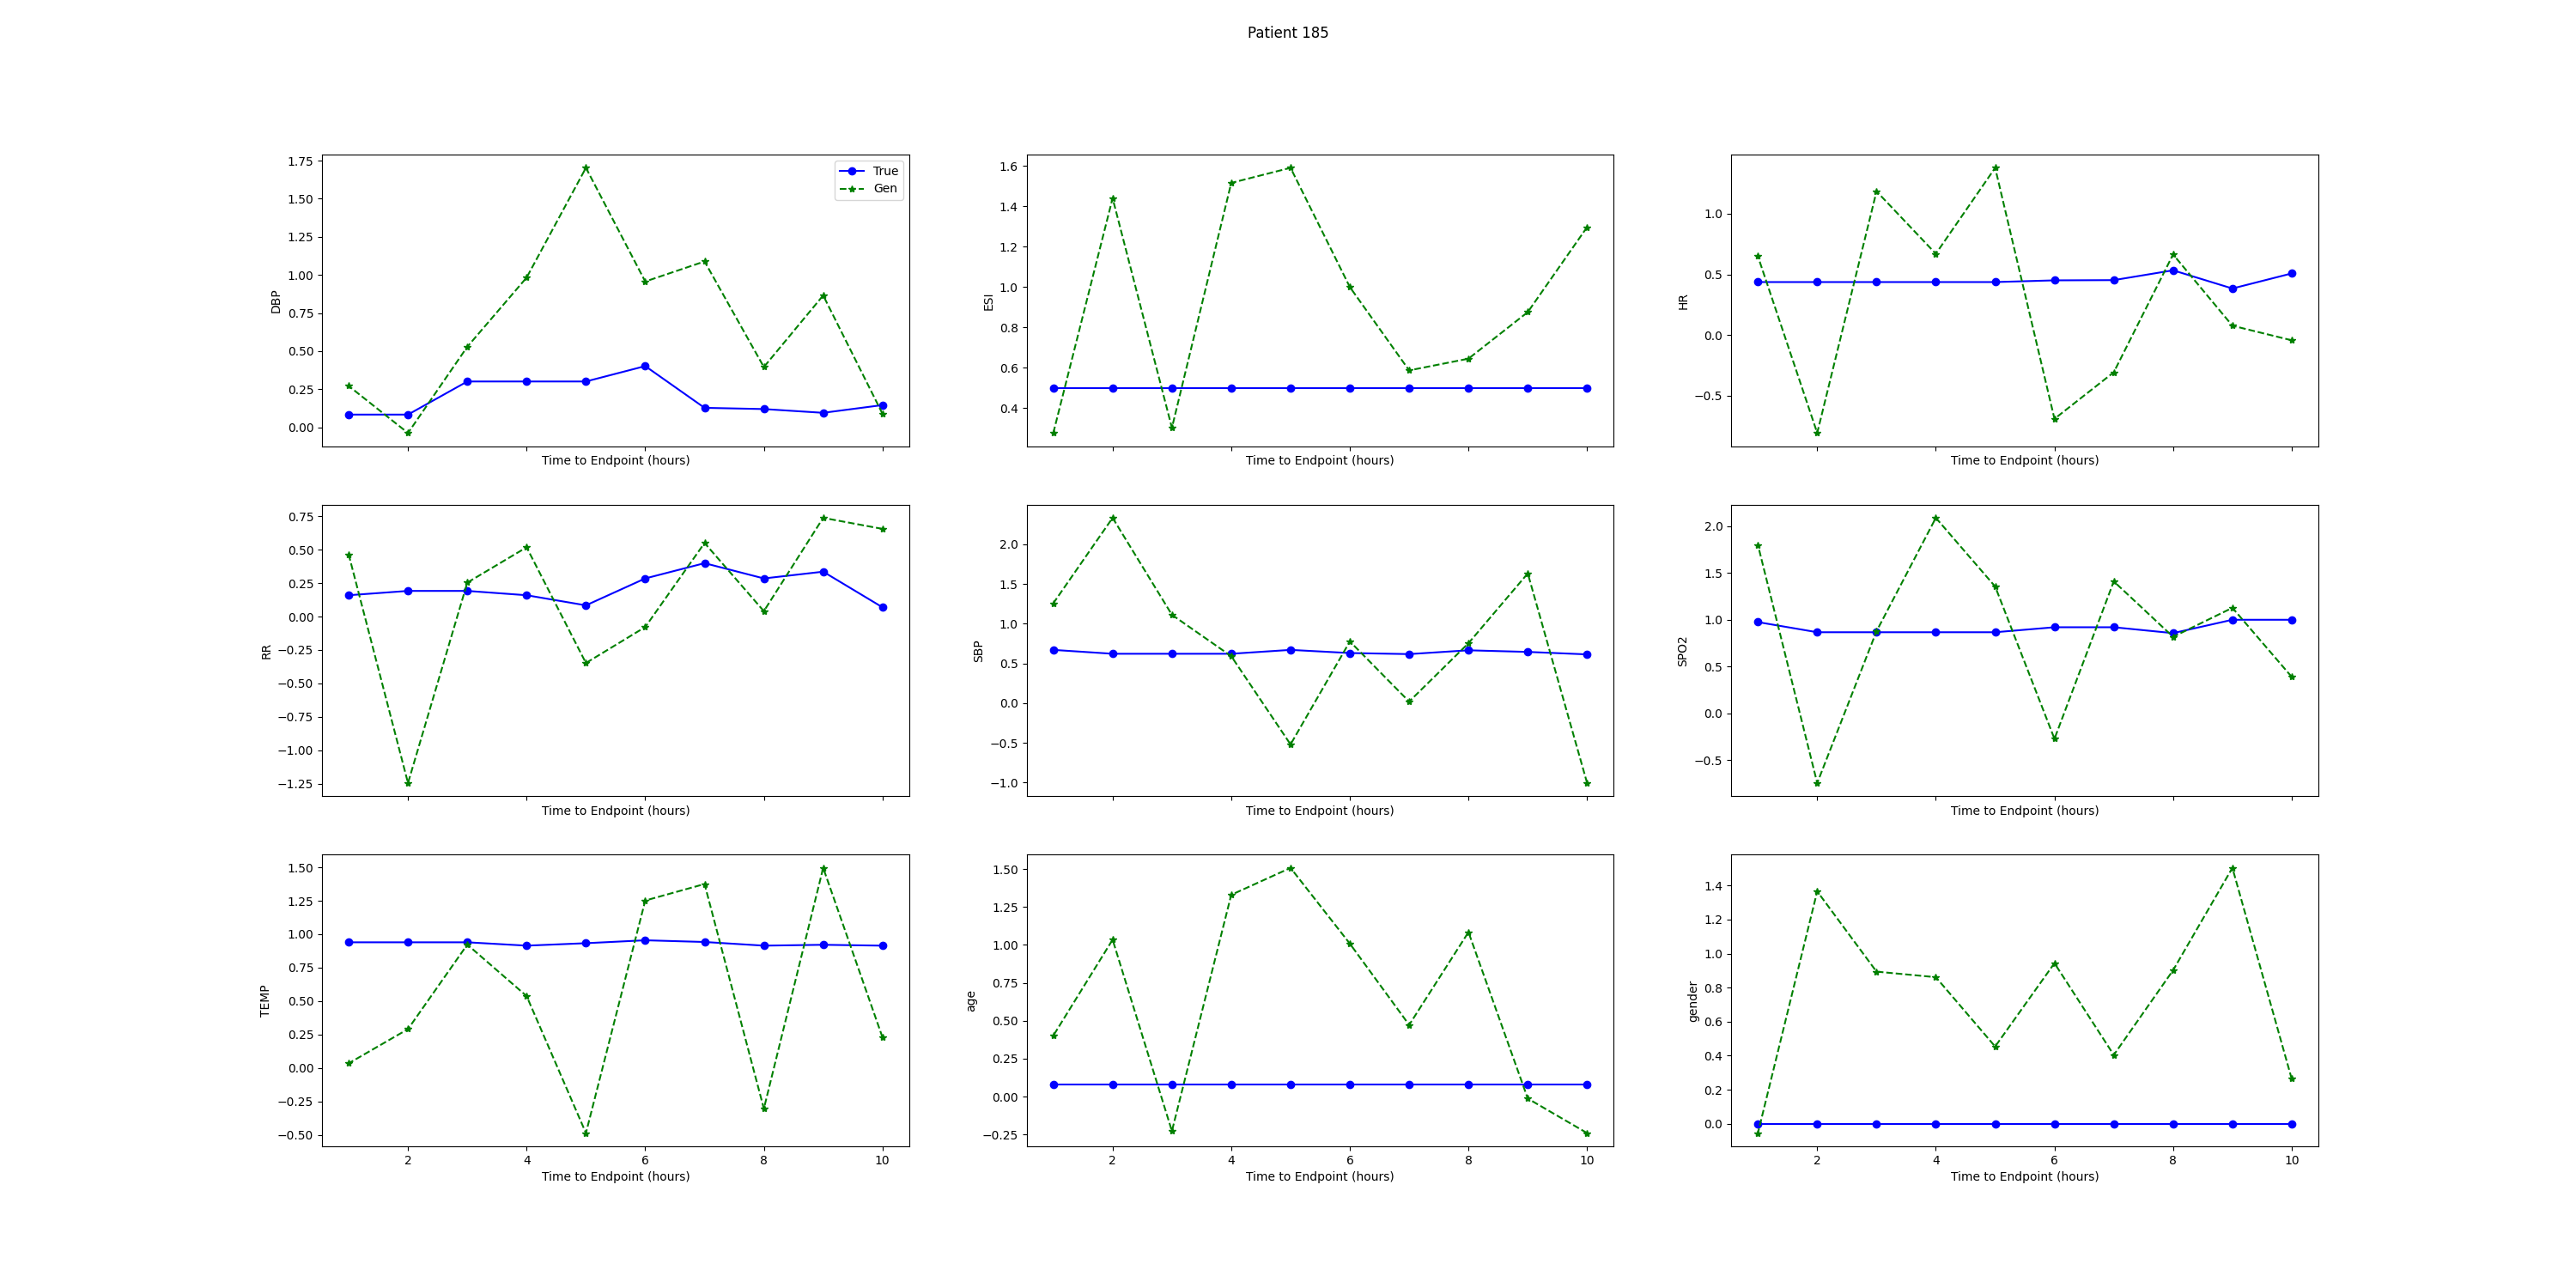 Patient 185
1.75
1.50
1.25
1.00
0.75
0.50
0.25
0.00
DBP
True
Gen
Time to Endpoint (hours)
1.6
1.4
1.2
1.0
0.8
0.6
0.4
ESI
Time to Endpoint (hours)
1.0
0.5
0.0
−0.5
HR
Time to Endpoint (hours)
0.75
0.50
0.25
0.00
−0.25
−0.50
−0.75
−1.00
−1.25
RR
Time to Endpoint (hours)
2.0
1.5
1.0
0.5
0.0
−0.5
−1.0
SBP
Time to Endpoint (hours)
2.0
1.5
1.0
0.5
0.0
−0.5
SPO2
Time to Endpoint (hours)
1.50
1.25
1.00
0.75
0.50
0.25
0.00
−0.25
−0.50
TEMP
2 4 6 8 10
Time to Endpoint (hours)
1.50
1.25
1.00
0.75
0.50
0.25
0.00
−0.25
age
2 4 6 8 10
Time to Endpoint (hours)
1.4
1.2
1.0
0.8
0.6
0.4
0.2
0.0
gender
2 4 6 8 10
Time to Endpoint (hours)